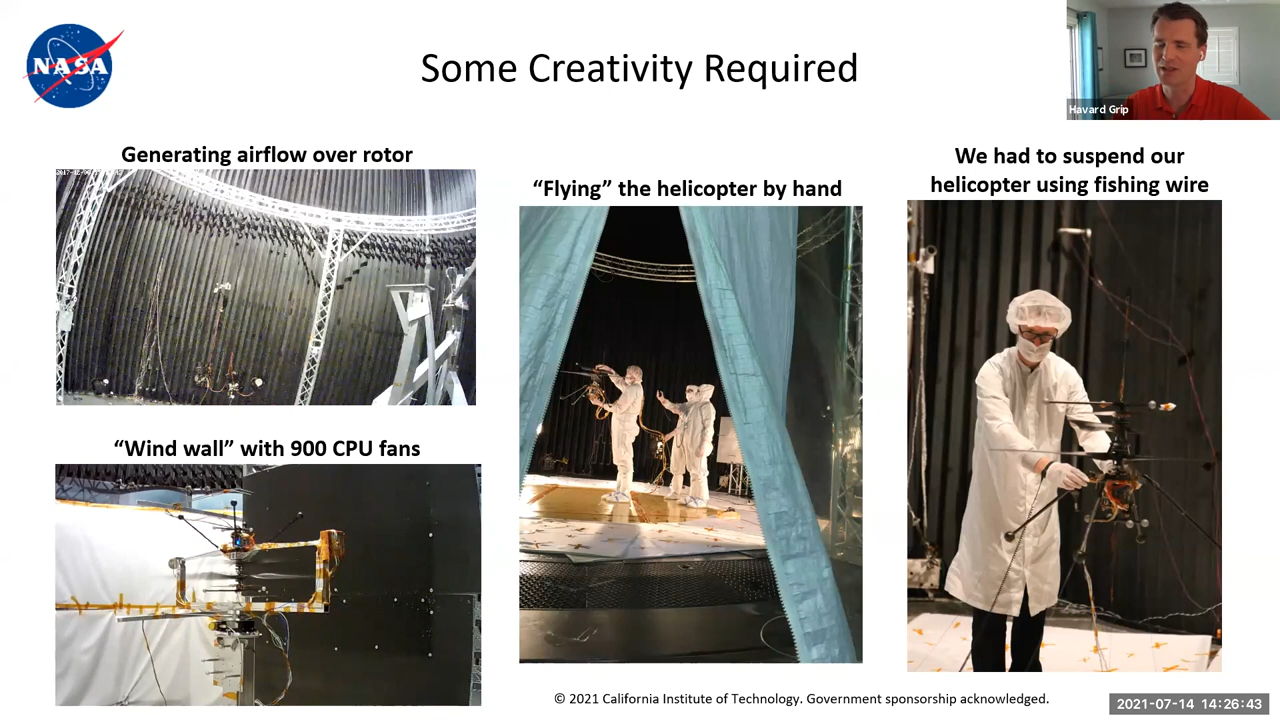 NASA
Some Creativity Required
Havard Grip
Generating airflow over rotor
“Flying” the helicopter by hand
We had to suspend our
helicopter using fishing wire
“Wind wall” with 900 CPU fans
© 2021 California Institute of Technology. Government sponsorship acknowledged.
2021-07-14 14:26:43